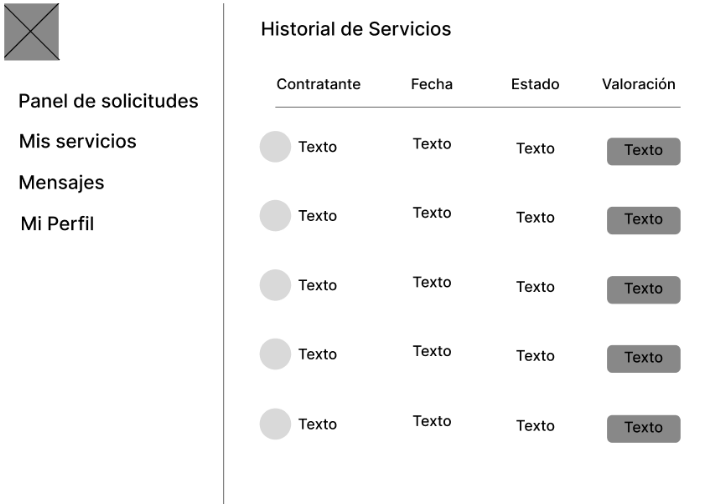 Panel de solicitudes
Mis servicios
Mensajes
Mi Perfil
Historial de Servicios
Contratante Fecha Estado Valoración
Texto Texto Texto Texto
Texto Texto Texto Texto
Texto Texto Texto Texto
Texto Texto Texto Texto
Texto Texto Texto Texto